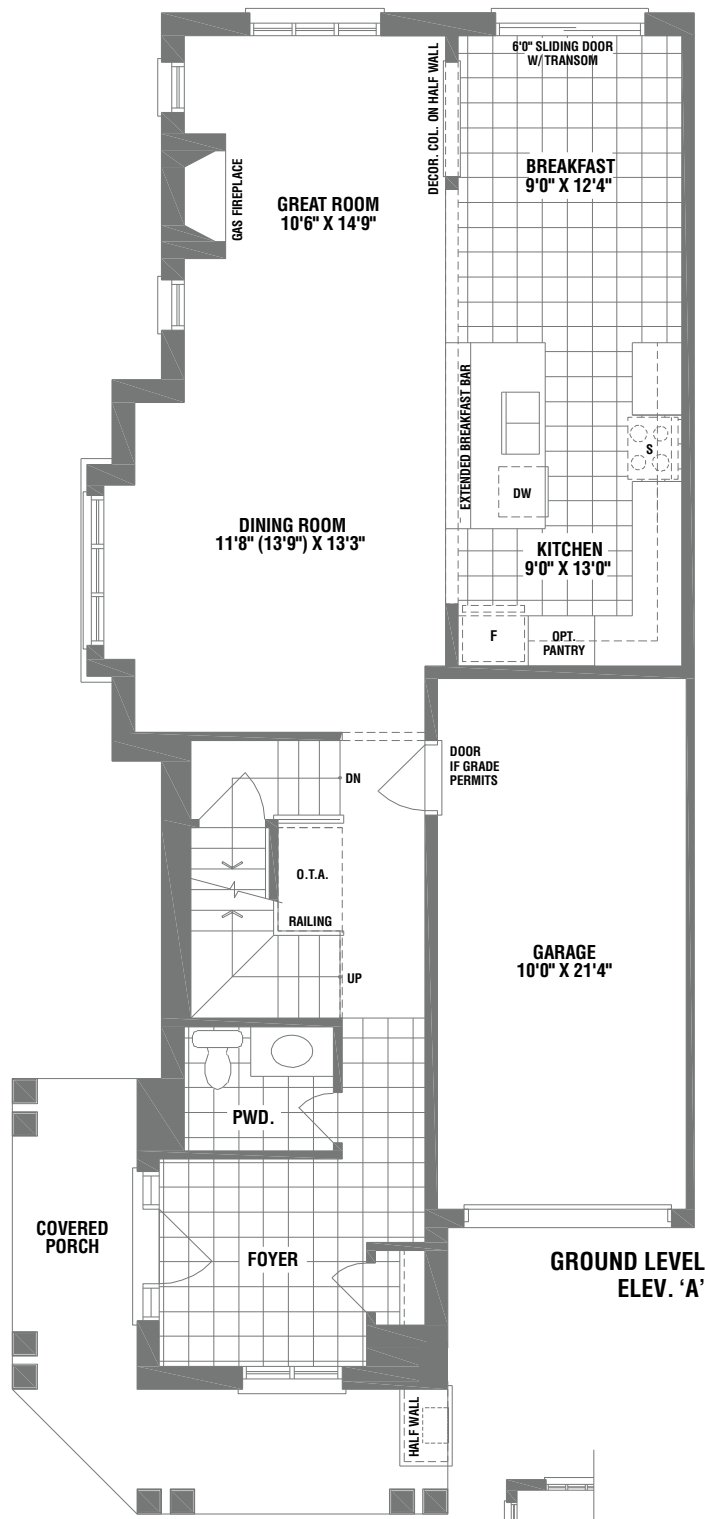 6'0" SLIDING DOOR
W/ TRANSOM
DECOR. COL. ON HALF WALL
BREAKFAST
9'0" X 12'4"
GREAT ROOM
10'6" X 14'9"
GAS FIREPLACE
EXTENDED BREAKFAST BAR
S
DW
DINING ROOM
11'8" (13'9") X 13'3"
KITCHEN
9'0" X 13'0"
F
OPT.
PANTRY
DOOR
IF GRADE
PERMITS
DN
O.T.A.
RAILING
UP
GARAGE
10'0" X 21'4"
PWD.
COVERED
PORCH
FOYER
GROUND LEVEL
ELEV. ‘A’
HALF WALL